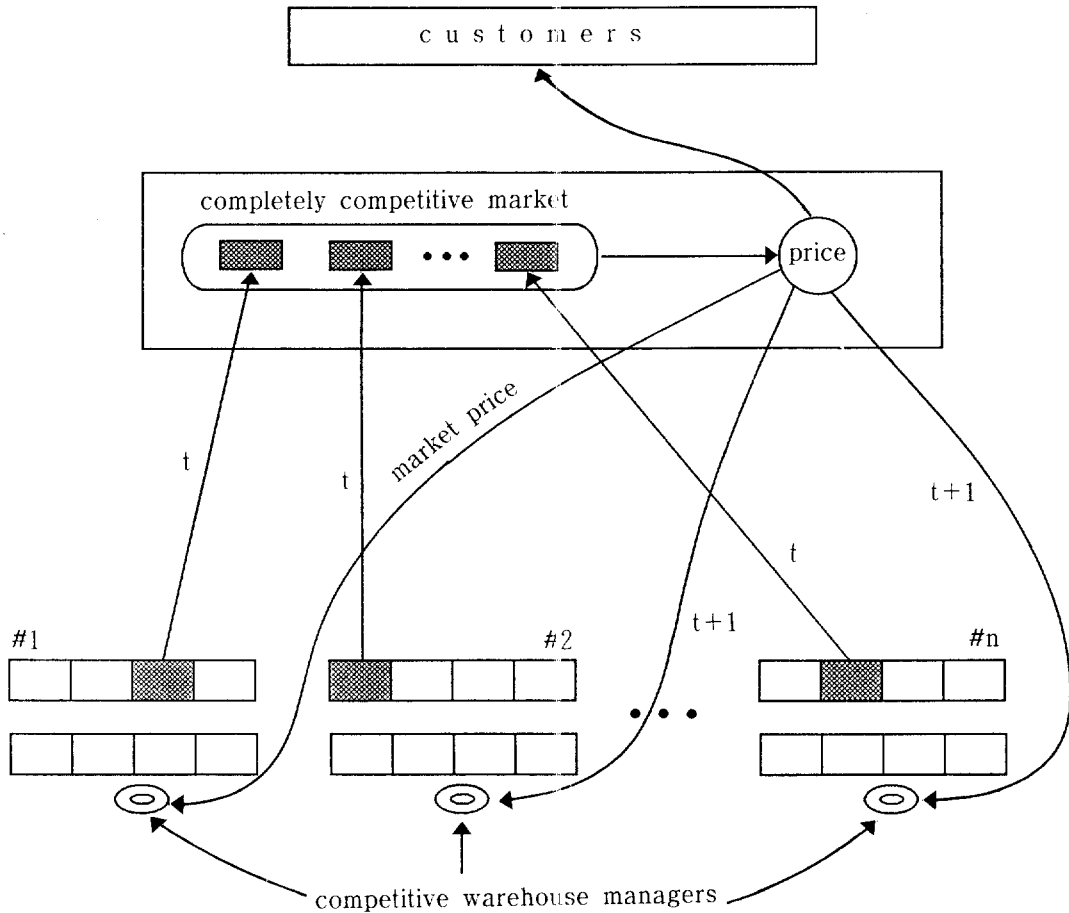 customers
completely competitive market
price
market price
t
t
t
t+1
t+1
#1
#2
#n
competitive warehouse managers